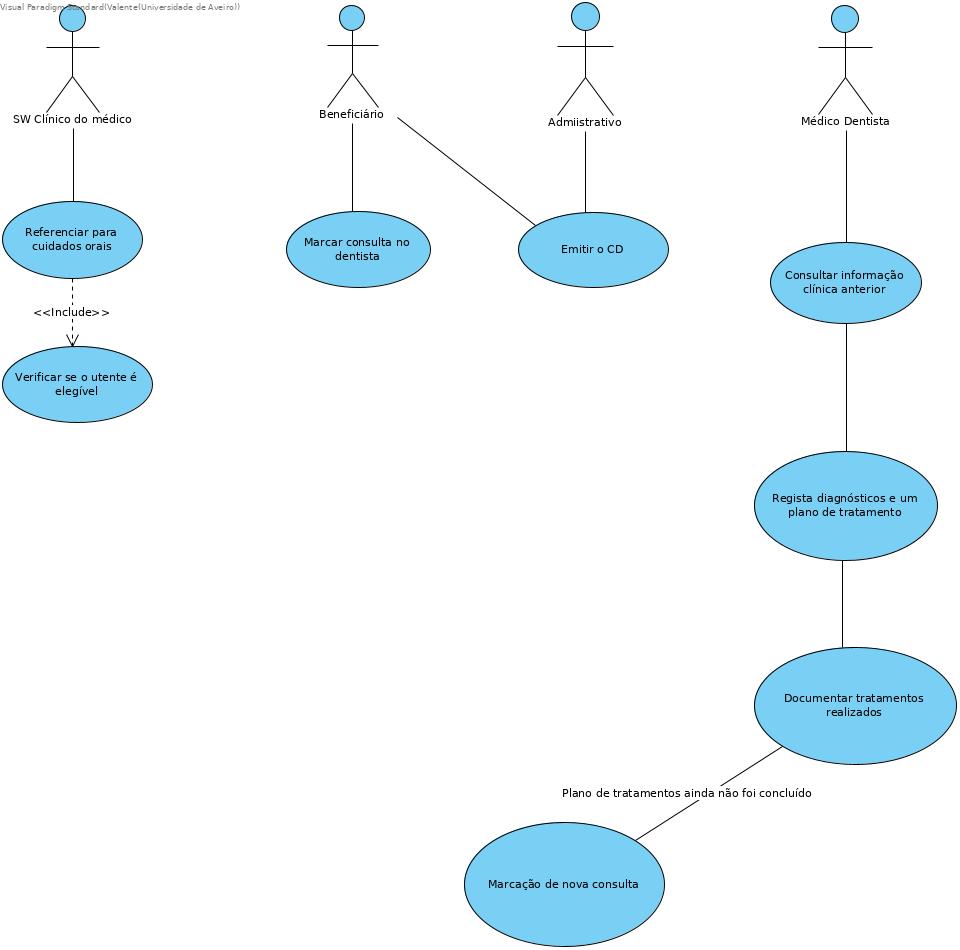 Visual Paradigm Standard(Valente(Universidade de Aveiro))
SW Clínico do médico
Beneficiário
Admiistrativo
Médico Dentista
Referenciar para
cuidados orais
Marcar consulta no
dentista
Emitir o CD
Consultar informação
clínica anterior
<<Include>>
Verificar se o utente é
elegível
Regista diagnósticos e um
plano de tratamento
Documentar tratamentos
realizados
Plano de tratamentos ainda não foi concluído
Marcação de nova consulta